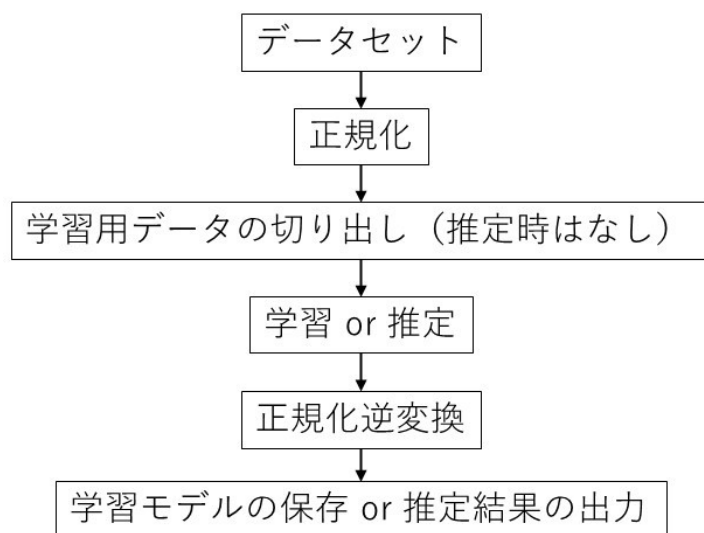 データセット
正規化
学習用データの切り出し（推定時はなし）
学習 or 推定
正規化逆変換
学習モデルの保存 or 推定結果の出力